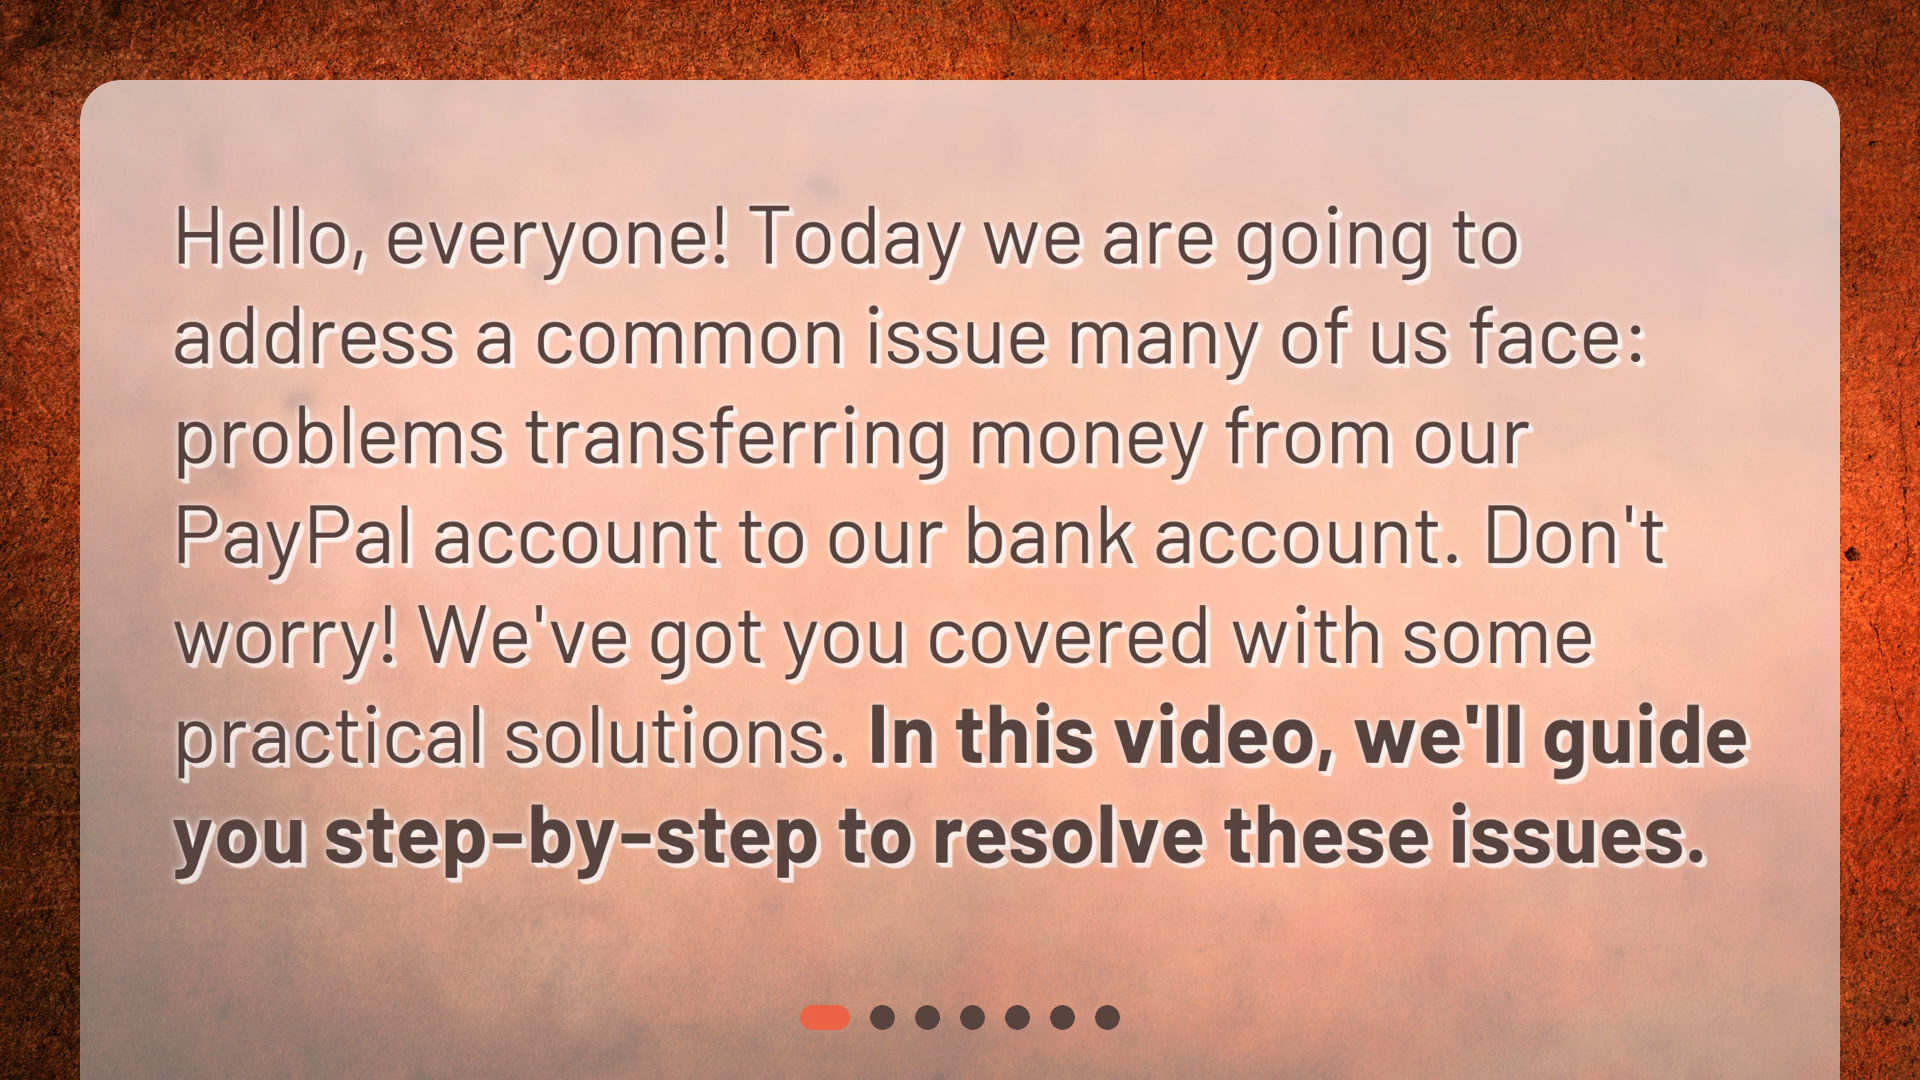 Hello, everyone! Today we are going to
address a common issue many of us face:
problems transferring money from our
PayPal account to our bank account. Don't
worry! We've got you covered with some
practical solutions. In this video, we'll guide
you step-by-step to resolve these issues.